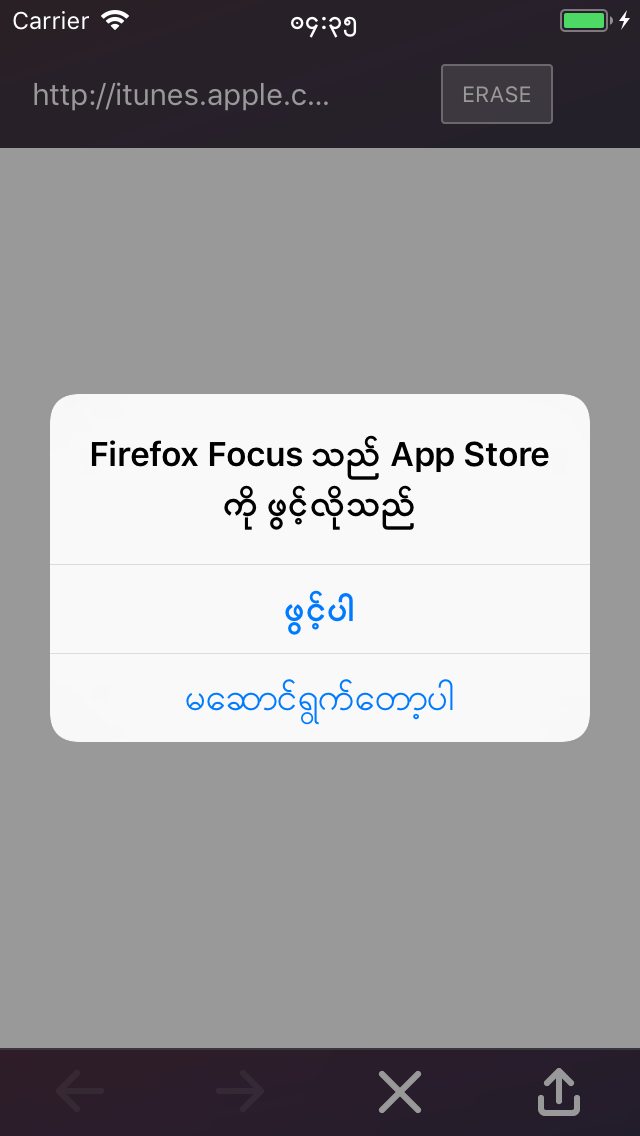 Carrier ၀၄:၃၅
http://itunes.apple.c... ERASE
Firefox Focus သည် App Store
ကို ဖွင့်လိုသည်
ဖွင့်ပါ
မဆောင်ရွက်တော့ပါ